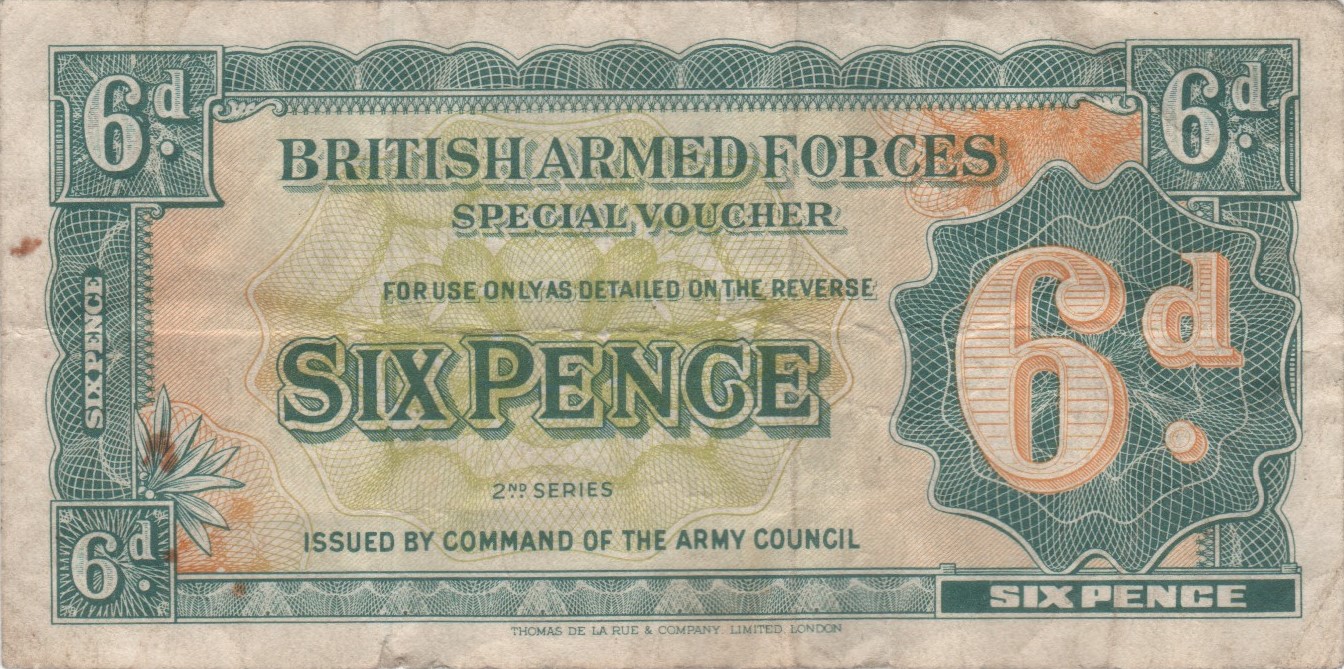 6d.
6d.
BRITISH ARMED FORCES
SPECIAL VOUCHER
FOR USE ONLY AS DETAILED ON THE REVERSE
SIX PENCE
6d.
SIX PENCE
2ND SERIES
ISSUED BY COMMAND OF THE ARMY COUNCIL
6d.
SIX PENCE
THOMAS DE LA RUE & COMPANY, LIMITED, LONDON